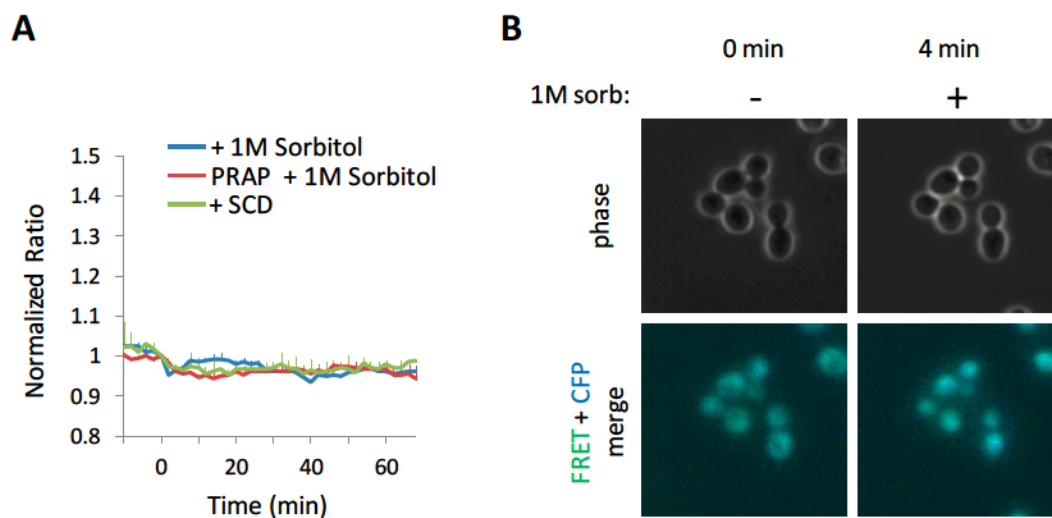 A
+ 1M Sorbitol
PRAP + 1M Sorbitol
+ SCD
Normalized Ratio
1.5
1.4
1.3
1.2
1.1
1
0.9
0.8
0 20 40 60
Time (min)
B
0 min 4 min
1M sorb: - +
phase
FRET + CFP
merge